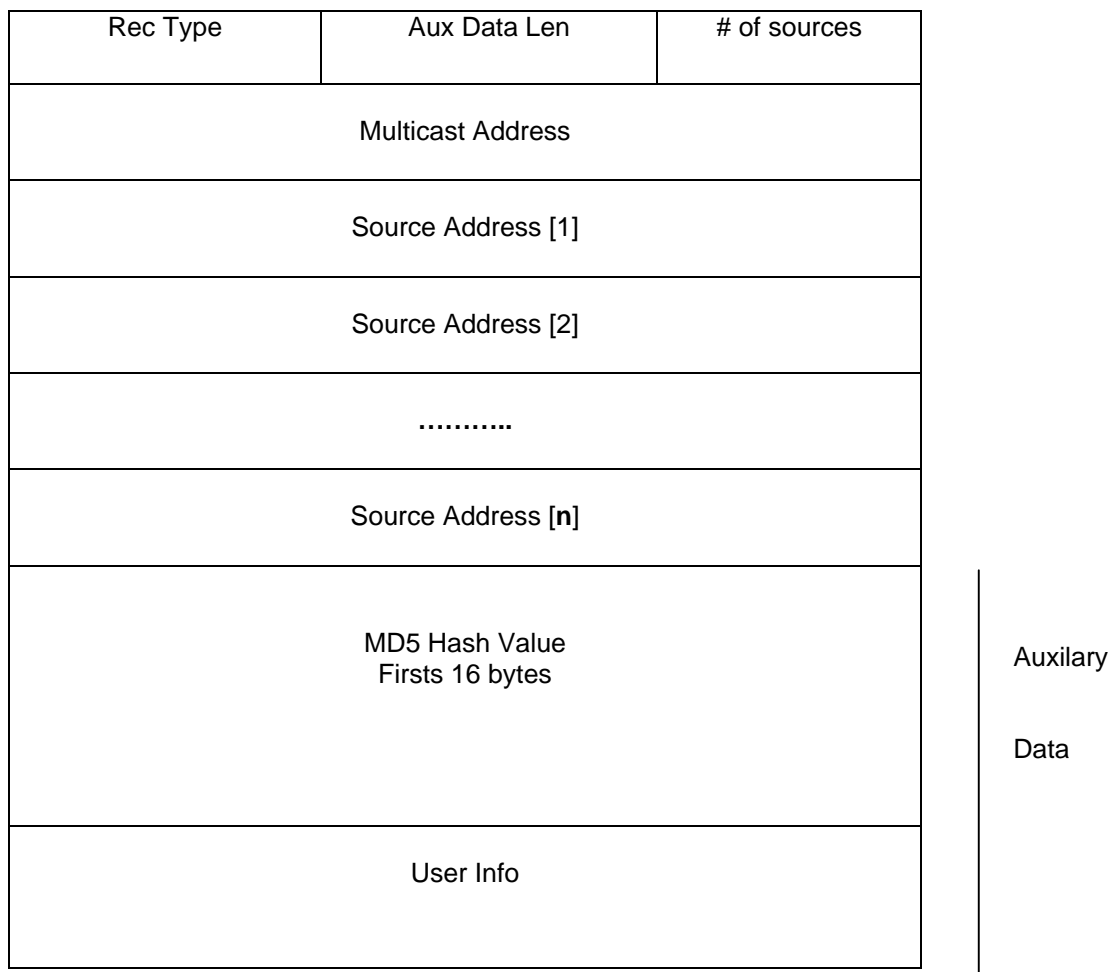 Rec Type
Aux Data Len
# of sources
Multicast Address
Source Address [1]
Source Address [2]
………..
Source Address [n]
MD5 Hash Value
Firsts 16 bytes
Auxilary
Data
User Info